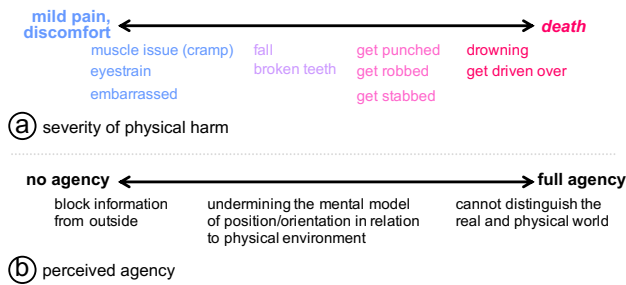 mild pain,
discomfort
death
muscle issue (cramp) fall get punched drowning
eyestrain broken teeth get robbed get driven over
embarrassed get stabbed
a severity of physical harm
no agency full agency
block information undermining the mental model cannot distinguish the
from outside of position/orientation in relation real and physical world
to physical environment
b perceived agency